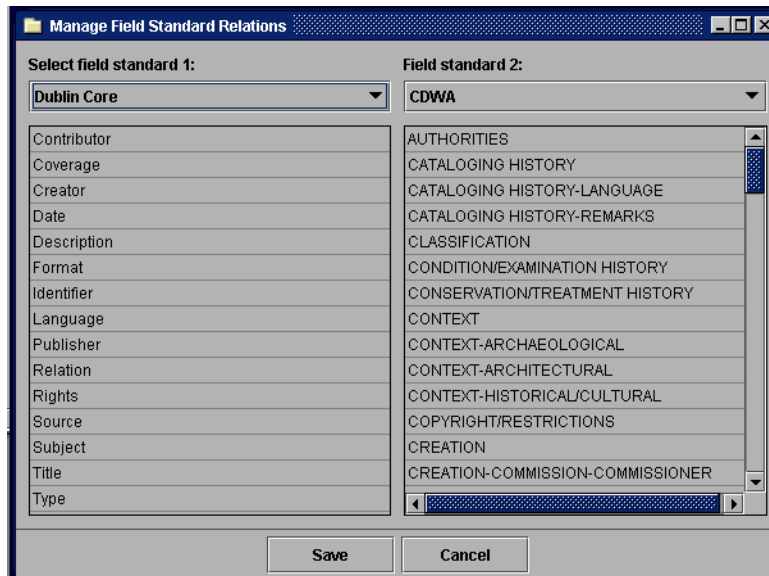 Manage Field Standard Relations
Select field standard 1:
Dublin Core
Contributor
Coverage
Creator
Date
Description
Format
Identifier
Language
Publisher
Relation
Rights
Source
Subject
Title
Type
Field standard 2:
CDWA
AUTHORITIES
CATALOGING HISTORY
CATALOGING HISTORY-LANGUAGE
CATALOGING HISTORY-REMARKS
CLASSIFICATION
CONDITION/EXAMINATION HISTORY
CONSERVATION/TREATMENT HISTORY
CONTEXT
CONTEXT-ARCHAEOLOGICAL
CONTEXT-ARCHITECTURAL
CONTEXT-HISTORICAL/CULTURAL
COPYRIGHT/RESTRICTIONS
CREATION
CREATION-COMMISSION-COMMISSIONER
Save
Cancel